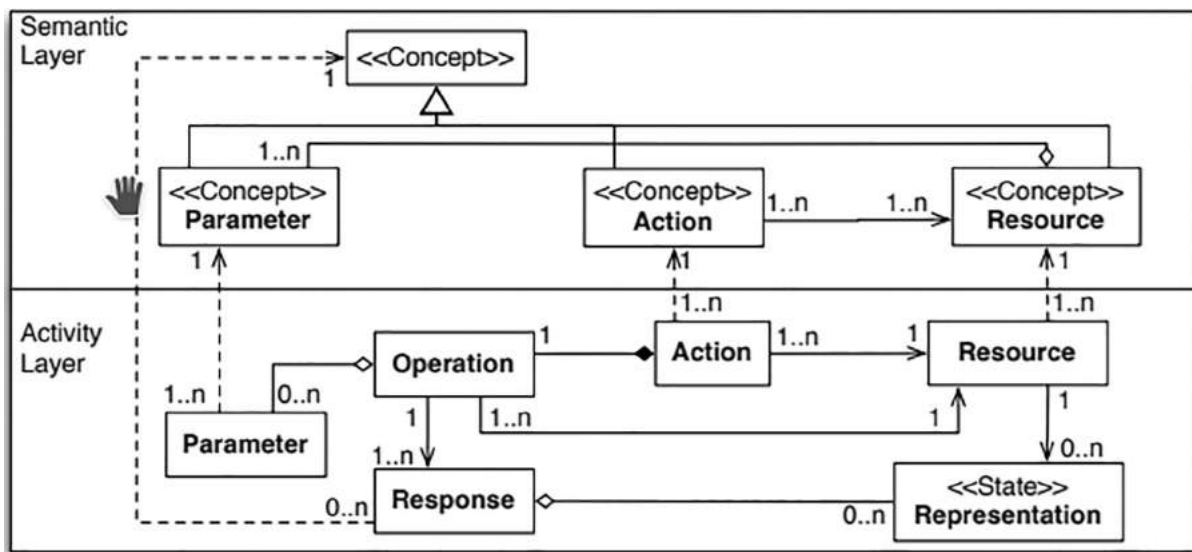 Semantic
Layer
<<Concept>>
1
1..n
<<Concept>>
Parameter
<<Concept>>
Action
1..n
1..n
<<Concept>>
Resource
1
1
1
Activity
Layer
1..n
1..n
Operation
1
Action
1..n
1
Resource
1..n
0..n
1
1..n
1
1
Parameter
1..n
0..n
Response
0..n
0..n
<<State>>
Representation